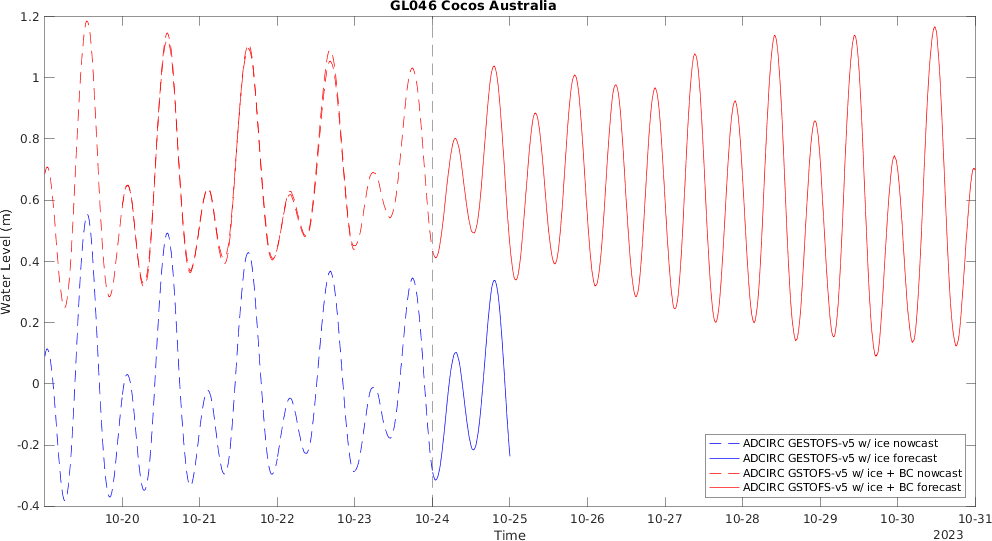 GL046 Cocos Australia
1.2
1
0.8
0.6
0.4
0.2
0
-0.2
-0.4
Water Level (m)
ADCIRC GESTOFS-v5 w/ ice nowcast
ADCIRC GESTOFS-v5 w/ ice forecast
ADCIRC GSTOFS-v5 w/ ice + BC nowcast
ADCIRC GSTOFS-v5 w/ ice + BC forecast
10-20 10-21 10-22 10-23 10-24 10-25 10-26 10-27 10-28 10-29 10-30 10-31
Time
2023